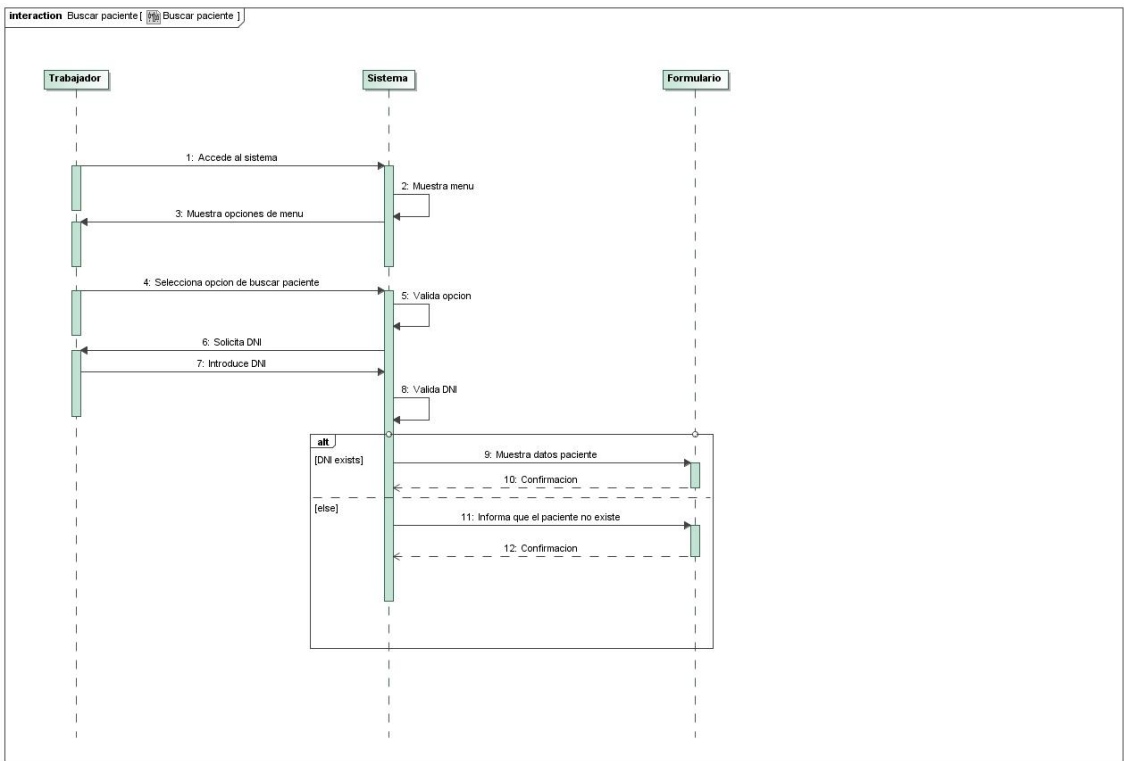 interaction Buscar paciente [ Buscar paciente ]
Trabajador
Sistema
Formulario
1: Accede al sistema
2: Muestra menu
3: Muestra opciones de menu
4: Selecciona opcion de buscar paciente
5: Valida opcion
6: Solicita DNI
7: Introduce DNI
8: Valida DNI
alt
[DNI exists]
9: Muestra datos paciente
10: Confirmacion
[else]
11: Informa que el paciente no existe
12: Confirmacion